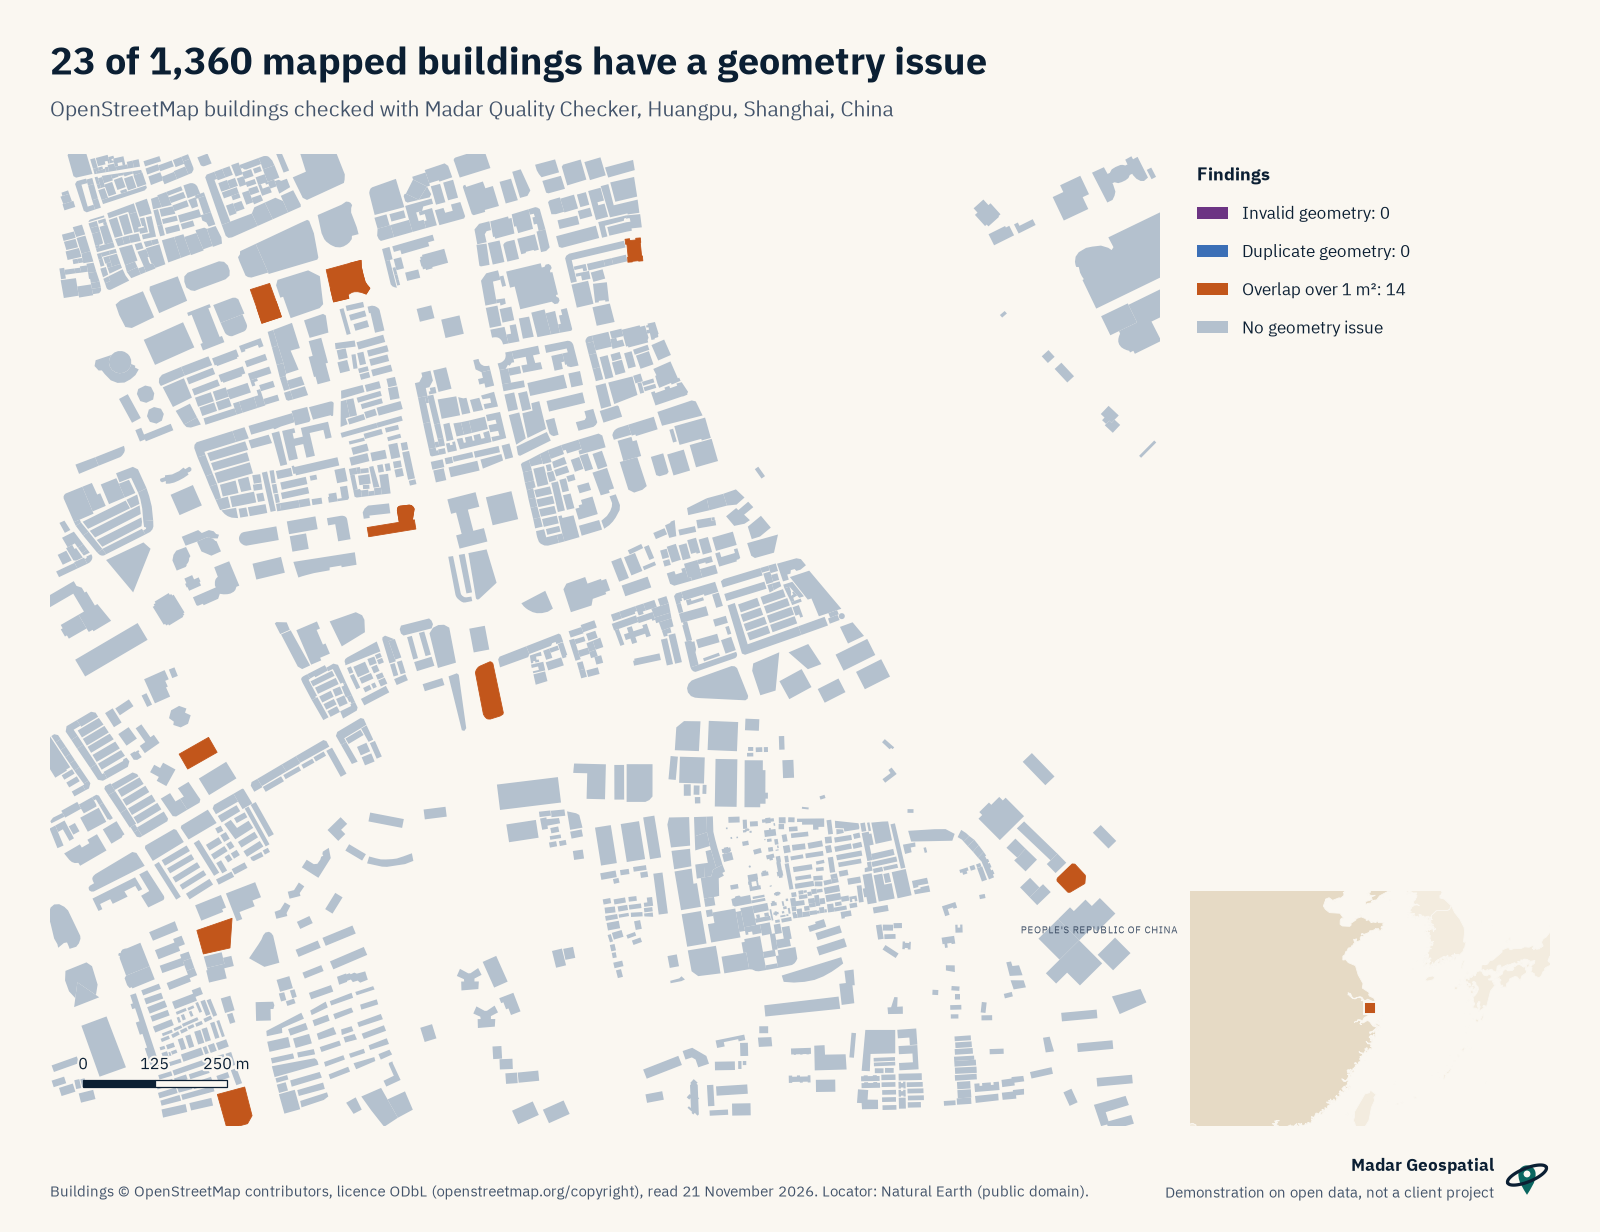 23 of 1,360 mapped buildings have a geometry issue
OpenStreetMap buildings checked with Madar Quality Checker, Huangpu, Shanghai, China
Findings
Invalid geometry: 0
Duplicate geometry: 0
Overlap over 1 m²: 14
No geometry issue
PEOPLE'S REPUBLIC OF CHINA
0 125 250 m
Madar Geospatial
Buildings © OpenStreetMap contributors, licence ODbL (openstreetmap.org/copyright), read 21 November 2026. Locator: Natural Earth (public domain).
Demonstration on open data, not a client project